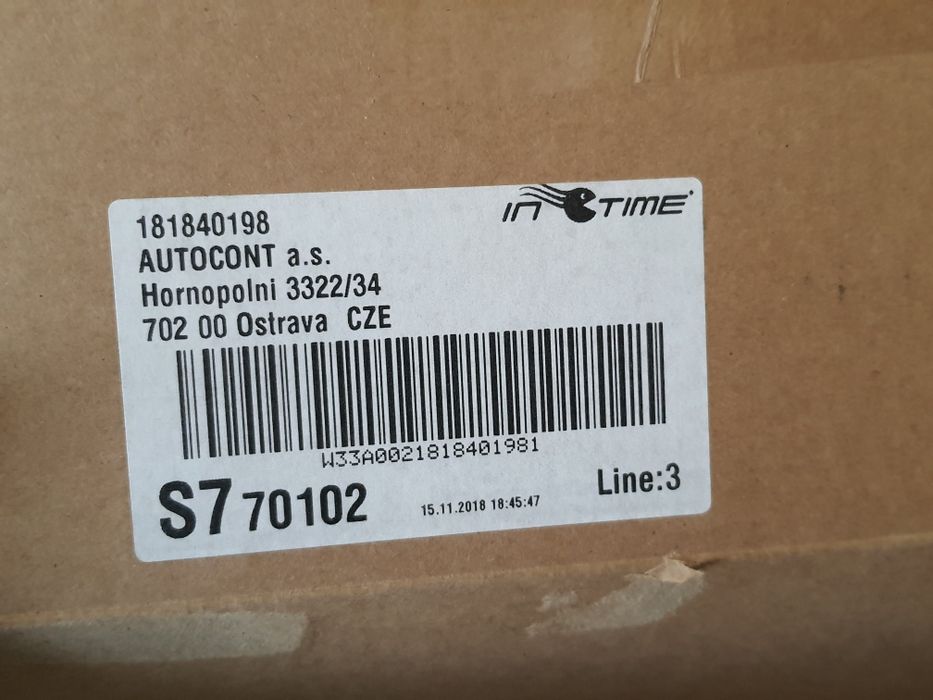 IN TIME
181840198
AUTOCONT a.s.
Hornopolni 3322/34
702 00 Ostrava CZE
W33A0021818401981
S7 70102
15.11.2018 18:45:47
Line:3